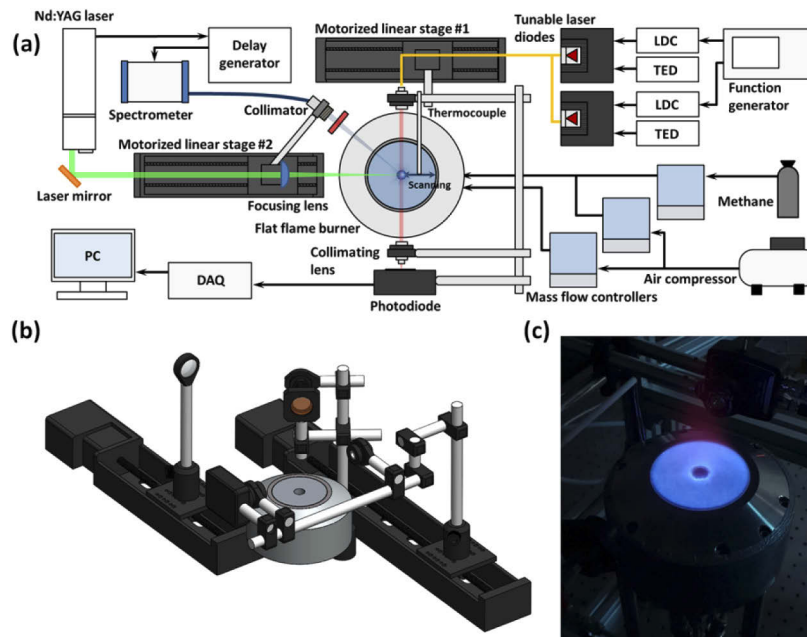 (a)
Nd:YAG laser
Delay
generator
Spectrometer
Collimator
Motorized linear stage #1
Tunable laser
diodes
LDC
TED
LDC
TED
Function
generator
Thermocouple
Motorized linear stage #2
Laser mirror
Focusing lens
Scanning
Flat flame burner
Methane
Collimating
lens
PC
DAQ
Photodiode
Mass flow controllers
Air compressor
(b)
(c)